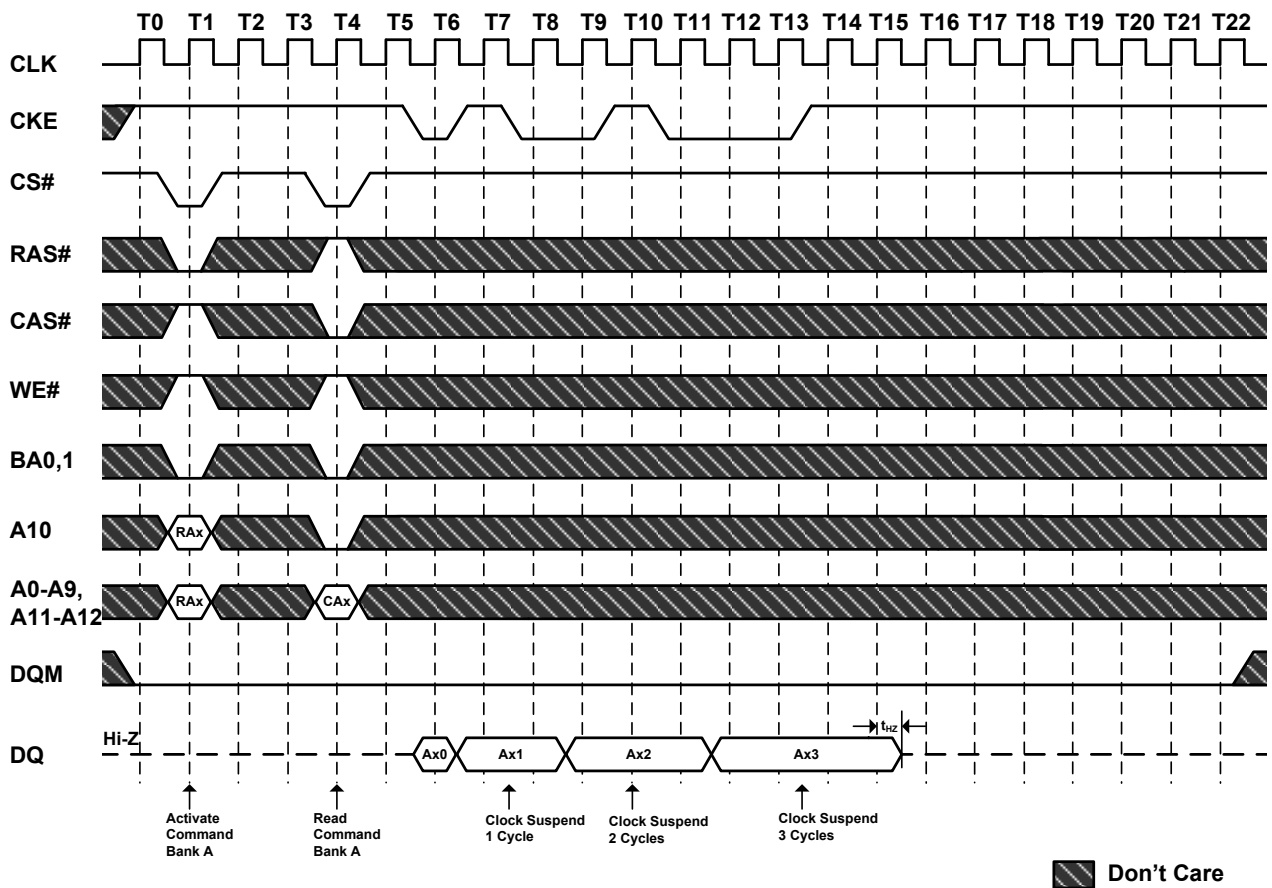 T0 T1 T2 T3 T4 T5 T6 T7 T8 T9 T10 T11 T12 T13 T14 T15 T16 T17 T18 T19 T20 T21 T22
CLK
CKE
CS#
RAS#
CAS#
WE#
BA0,1
A10
RAx
A0-A9,
A11-A12
RAx CAx
DQM
Hi-Z
tHZ
DQ
Ax0 Ax1 Ax2 Ax3
Activate
Command
Bank A
Read
Command
Bank A
Clock Suspend
1 Cycle
Clock Suspend
2 Cycles
Clock Suspend
3 Cycles
Don't Care